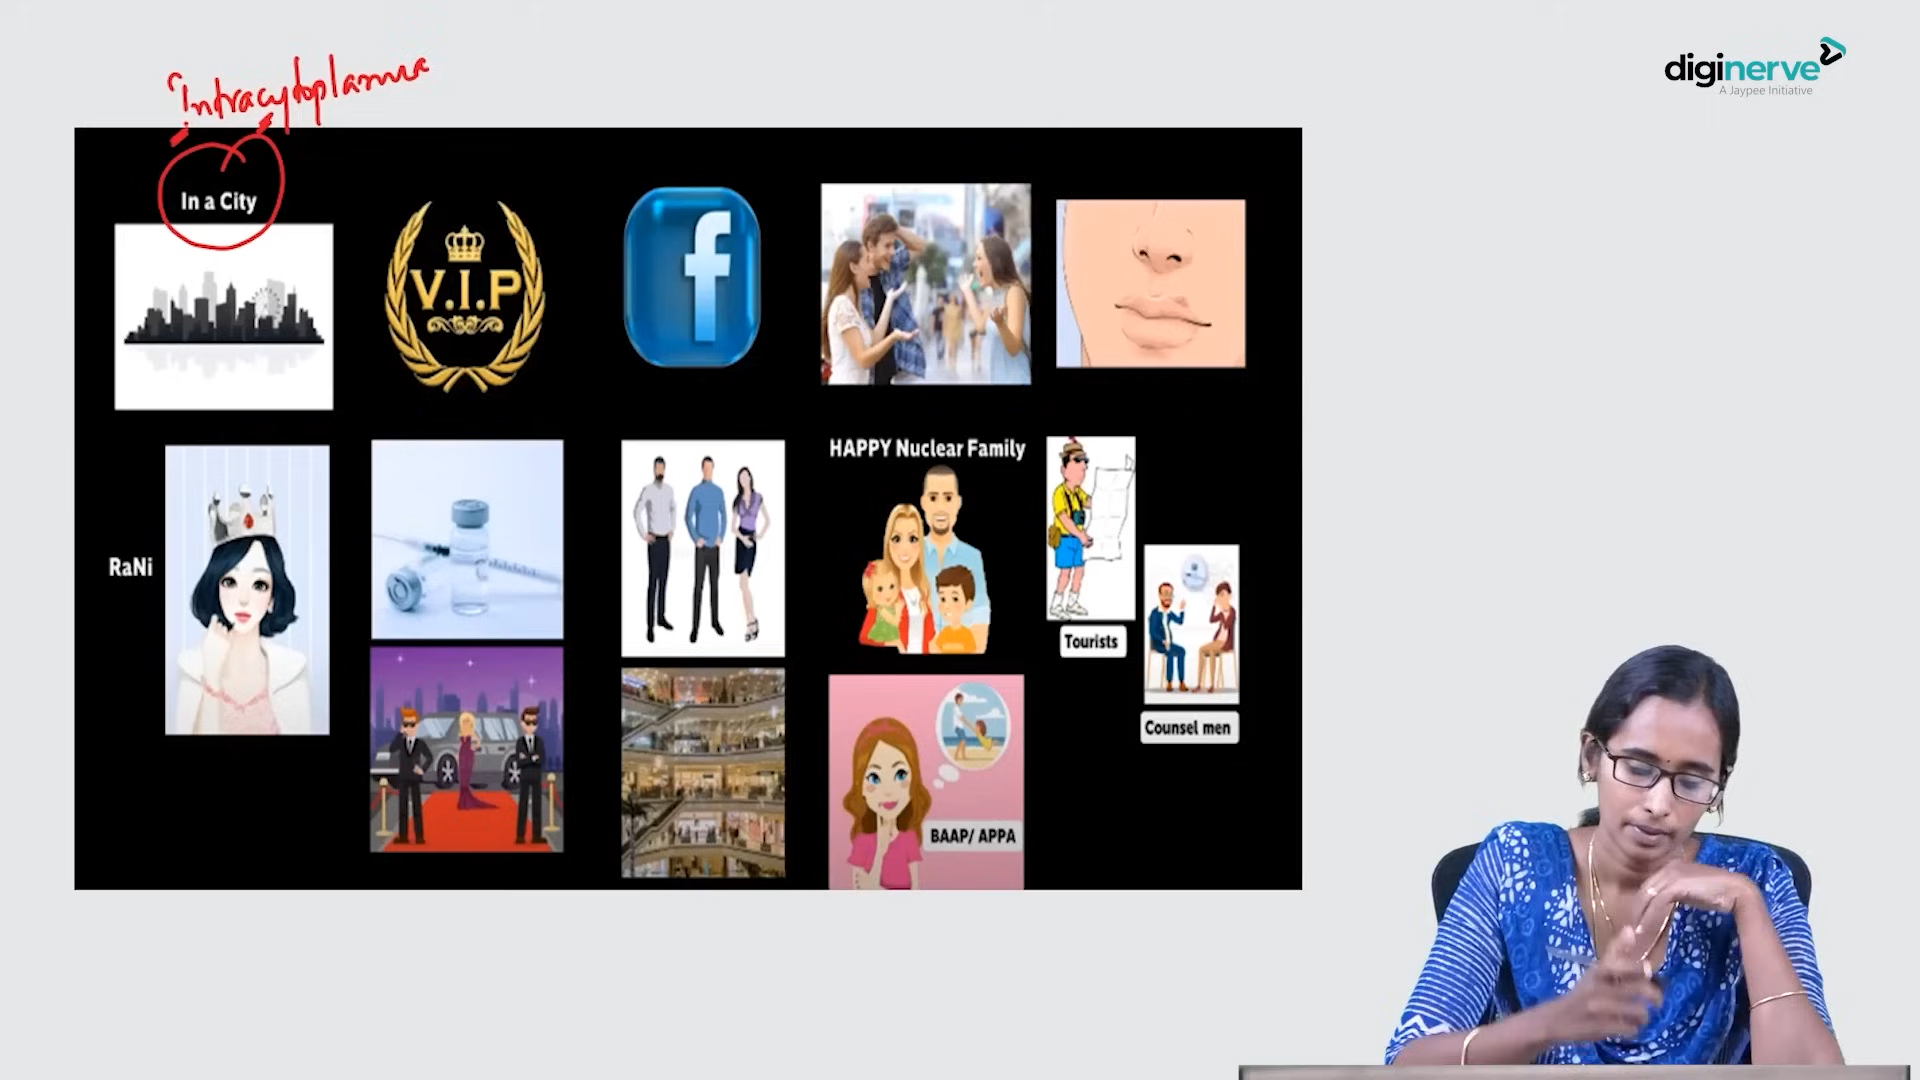 Intracytoplasmic
diginerve
A Jaypee Initiative
In a City
V.I.P
f
HAPPY Nuclear Family
RaNi
Tourists
Counsel men
BAAP/ APPA